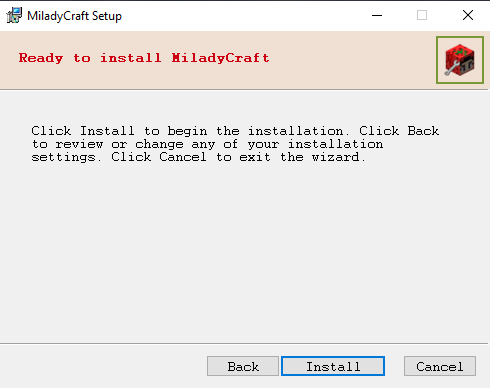 MiladyCraft Setup
Ready to install MiladyCraft
Click Install to begin the installation. Click Back
to review or change any of your installation
settings. Click Cancel to exit the wizard.
Back
Install
Cancel